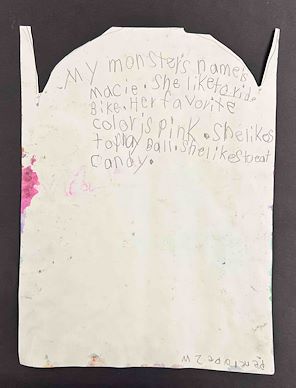 My monster's name's
macie. she like to ride
Bike. Her favorite
color is pink. she likes
to play Ball. she likes to eat
candy.